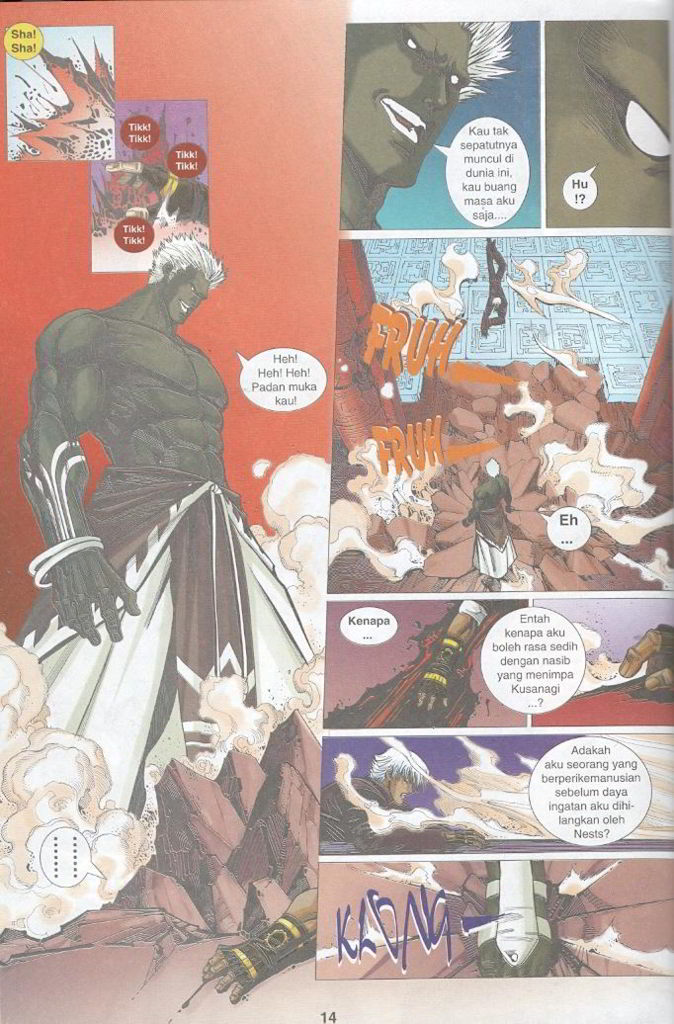 Sha!
Sha!
Tikk!
Tikk!
Tikk!
Tikk!
Tikk!
Tikk!
Heh!
Heh! Heh!
Padan muka
kau!
Kau tak
sepatutnya
muncul di
dunia ini,
kau buang
masa aku
saja....
Hu
!?
FRUH
FRUH
Eh
...
Kenapa
...
Entah
kenapa aku
boleh rasa sedih
dengan nasib
yang menimpa
Kusanagi
...?
Adakah
aku seorang yang
berperikemanusian
sebelum daya
ingatan aku dihi-
langkan oleh
Nests?
KLONG
14